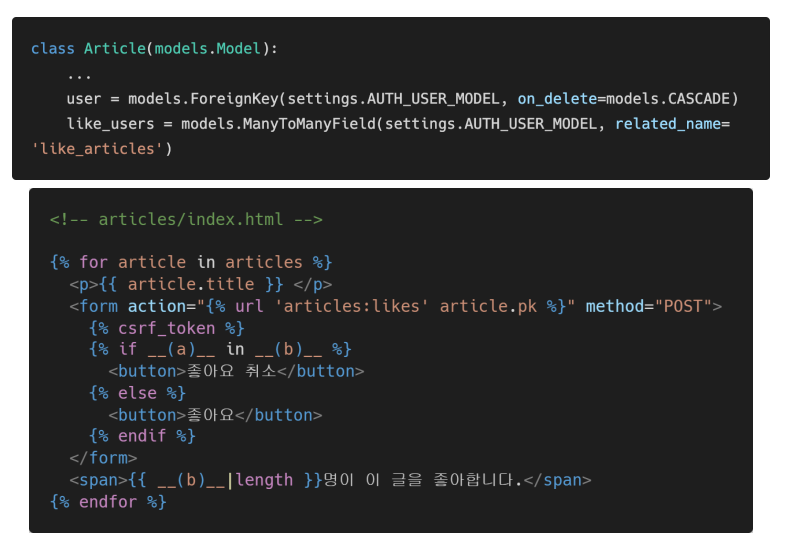 class Article(models.Model):
    ...
    user = models.ForeignKey(settings.AUTH_USER_MODEL, on_delete=models.CASCADE)
    like_users = models.ManyToManyField(settings.AUTH_USER_MODEL, related_name=
'like_articles')
<!-- articles/index.html -->
{% for article in articles %}
  <p>{{ article.title }} </p>
  <form action="{% url 'articles:likes' article.pk %}" method="POST">
    {% csrf_token %}
    {% if __(a)__ in __(b)__ %}
      <button>좋아요 취소</button>
    {% else %}
      <button>좋아요</button>
    {% endif %}
  </form>
  <span>{{ __(b)__|length }}명이 이 글을 좋아합니다.</span>
{% endfor %}